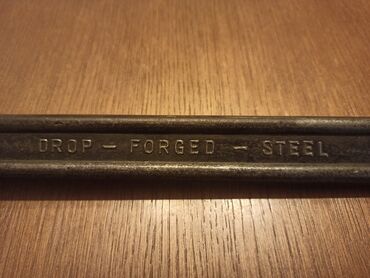 DROP - FORGED - STEEL